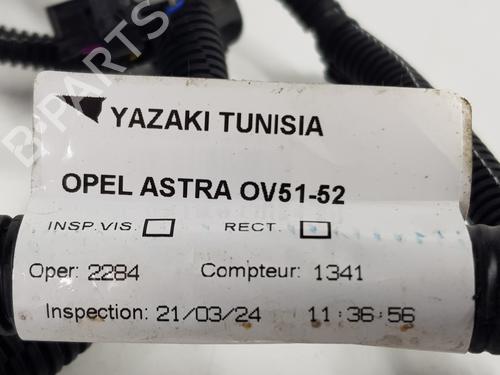 YAZAKI TUNISIA
OPEL ASTRA OV51-52
INSP.VIS. RECT.
Oper: 2284 Compteur: 1341
Inspection: 21/03/24 11:36:56
B-PARTS